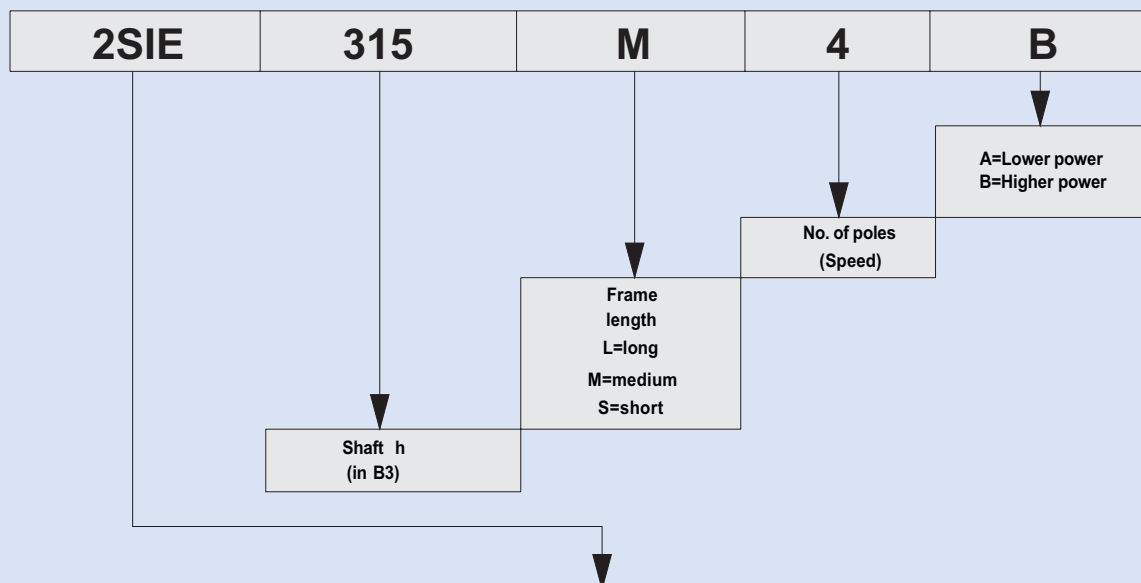 2SIE 315 M 4 B
A=Lower power
B=Higher power
No. of poles
(Speed)
Frame
length
L=long
M=medium
S=short
Shaft h
(in B3)